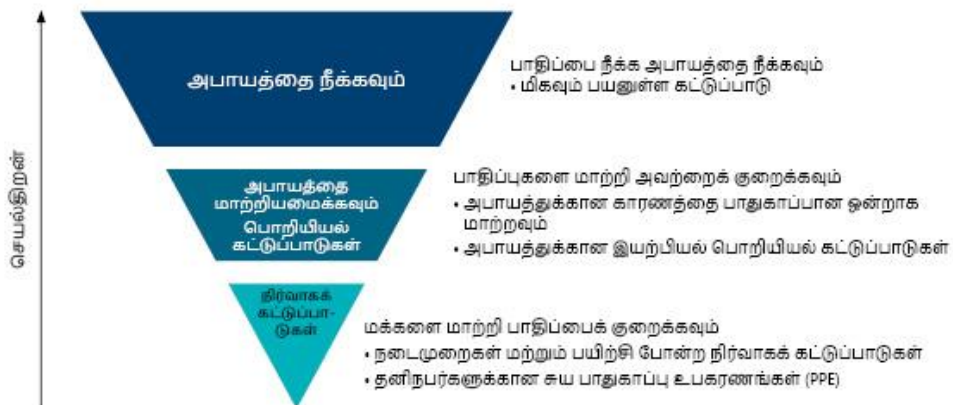 செயல்திறன்
அபாயத்தை நீக்கவும்
பாதிப்பை நீக்க அபாயத்தை நீக்கவும்
• மிகவும் பயனுள்ள கட்டுப்பாடு
அபாயத்தை
மாற்றியமைக்கவும்
பொறியியல்
கட்டுப்பாடுகள்
பாதிப்புகளை மாற்றி அவற்றைக் குறைக்கவும்
• அபாயத்துக்கான காரணத்தை பாதுகாப்பான ஒன்றாக
மாற்றவும்
• அபாயத்துக்கான இயற்பியல் பொறியியல் கட்டுப்பாடுகள்
நிர்வாகக்
கட்டுப்பா-
டுகள்
மக்களை மாற்றி பாதிப்பைக் குறைக்கவும்
• நடைமுறைகள் மற்றும் பயிற்சி போன்ற நிர்வாகக் கட்டுப்பாடுகள்
• தனிநபர்களுக்கான சுய பாதுகாப்பு உபகரணங்கள் (PPE)